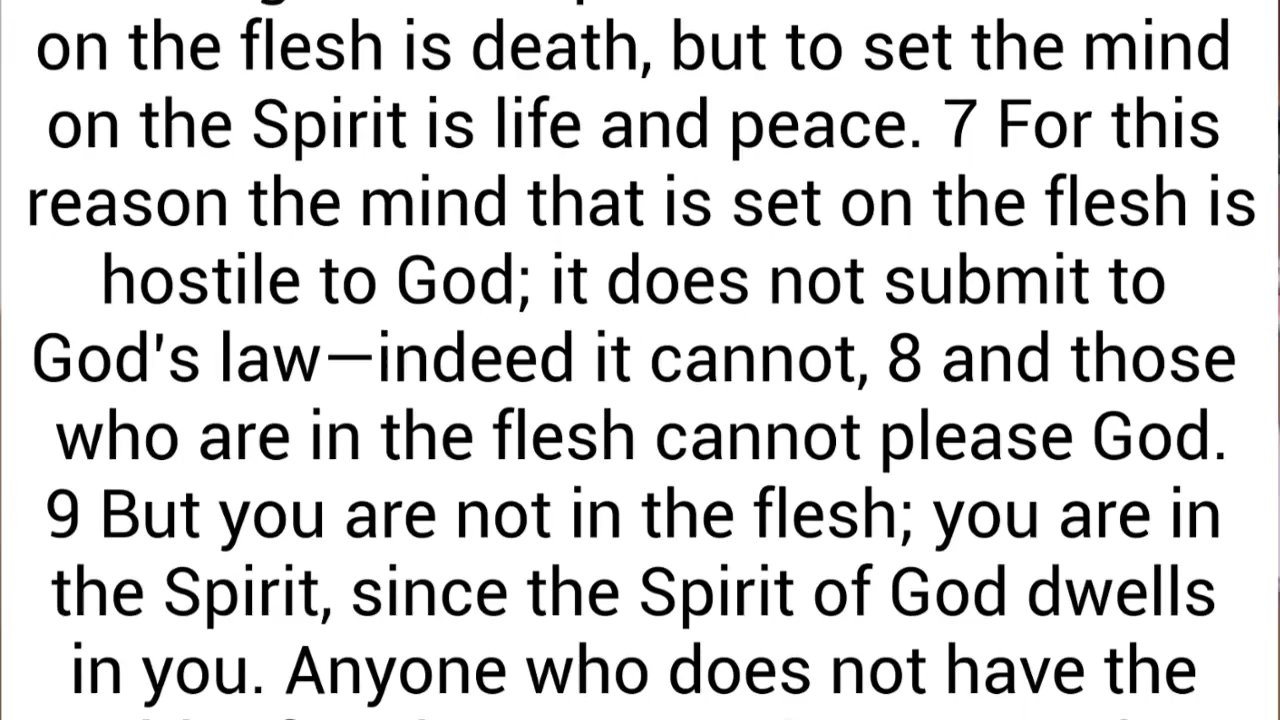 on the flesh is death, but to set the mind
on the Spirit is life and peace. 7 For this
reason the mind that is set on the flesh is
hostile to God; it does not submit to
God's law—indeed it cannot, 8 and those
who are in the flesh cannot please God.
9 But you are not in the flesh; you are in
the Spirit, since the Spirit of God dwells
in you. Anyone who does not have the